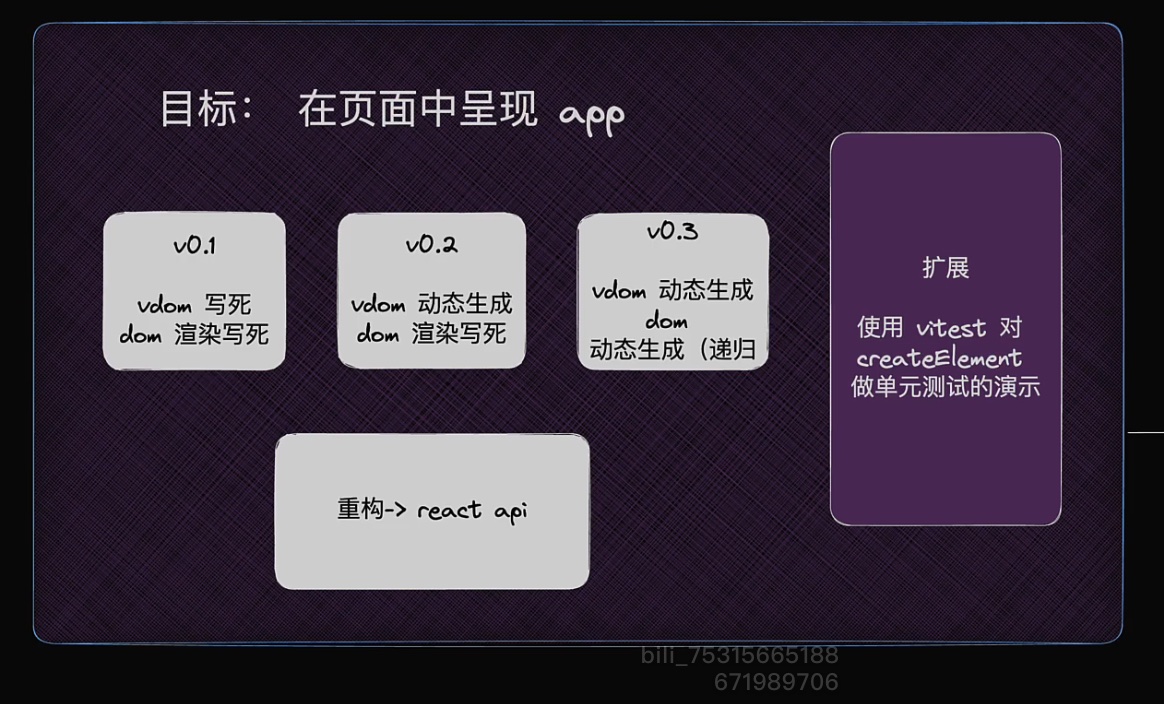 目标： 在页面中呈现 app
v0.1
vdom 写死
dom 渲染写死
v0.2
vdom 动态生成
dom 渲染写死
v0.3
vdom 动态生成
dom
动态生成（递归
扩展
使用 vitest 对
createElement
做单元测试的演示
重构-> react api
bili_75315665188
671989706